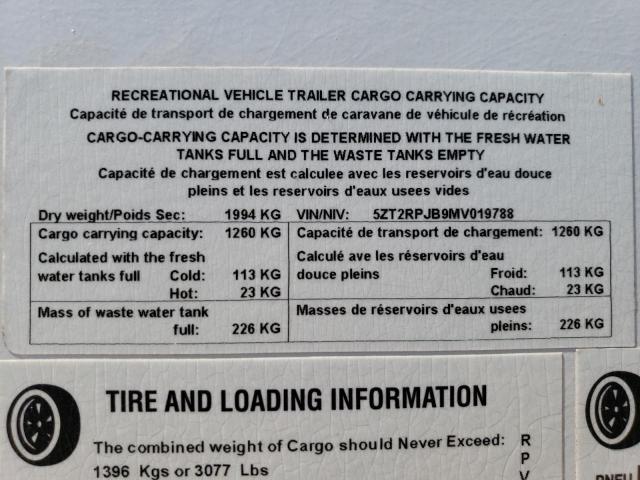 RECREATIONAL VEHICLE TRAILER CARGO CARRYING CAPACITY
Capacité de transport de chargement de caravane de véhicule de récréation
CARGO-CARRYING CAPACITY IS DETERMINED WITH THE FRESH WATER
TANKS FULL AND THE WASTE TANKS EMPTY
Capacité de chargement est calculee avec les reservoirs d'eau douce
pleins et les reservoirs d'eaux usees vides
Dry weight/Poids Sec: 1994 KG VIN/NIV: 5ZT2RPJB9MV019788
Cargo carrying capacity: 1260 KG Capacité de transport de chargement: 1260 KG
Calculated with the fresh Calculé ave les réservoirs d'eau
water tanks full Cold: 113 KG douce pleins Froid: 113 KG
Hot: 23 KG Chaud: 23 KG
Mass of waste water tank Masses de réservoirs d'eaux usees
full: 226 KG pleins: 226 KG
TIRE AND LOADING INFORMATION
The combined weight of Cargo should Never Exceed: R
P
1396 Kgs or 3077 Lbs V
PNEU